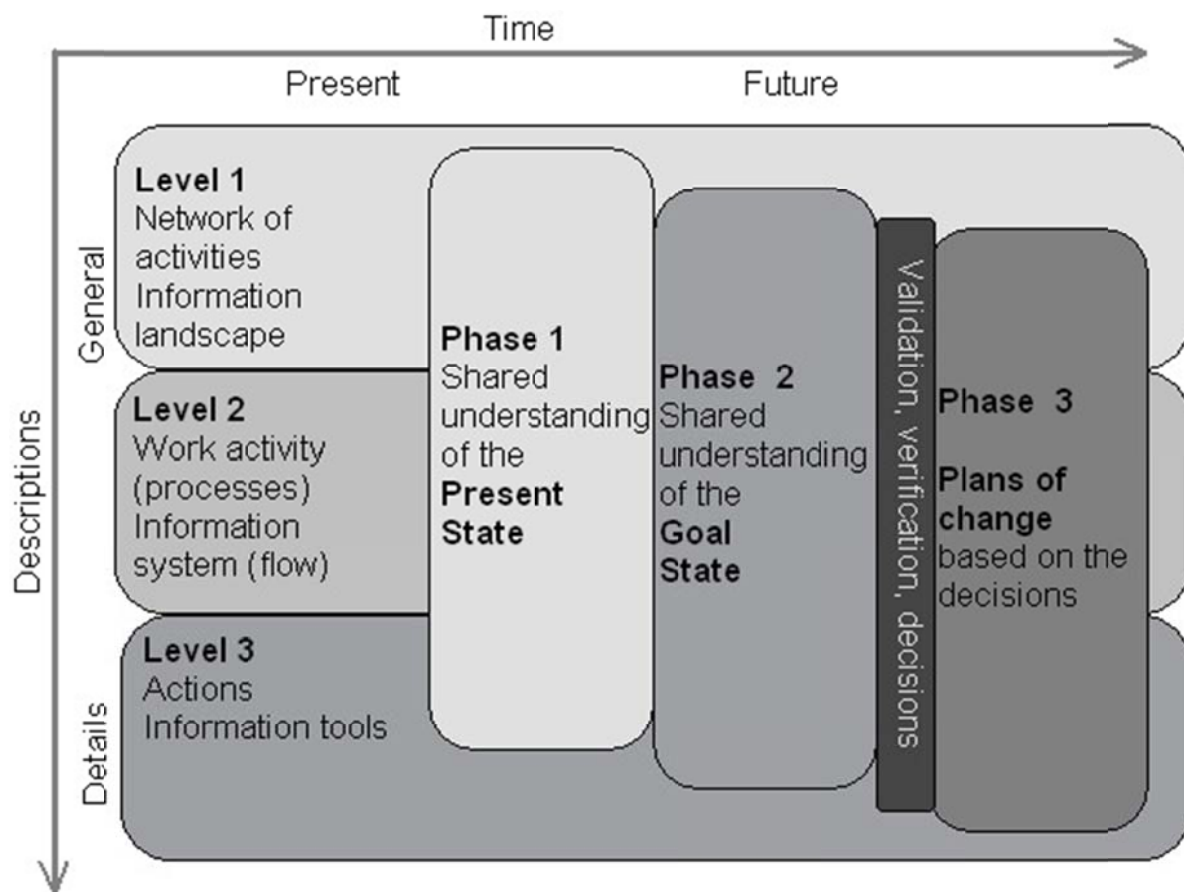 Time
Present
Future
Descriptions
General
Details
Level 1
Network of
activities
Information
landscape
Level 2
Work activity
(processes)
Information
system (flow)
Level 3
Actions
Information tools
Phase 1
Shared
understanding
of the
Present
State
Phase 2
Shared
understanding
of the
Goal
State
Validation, verification, decisions
Phase 3
Plans of
change
based on the
decisions